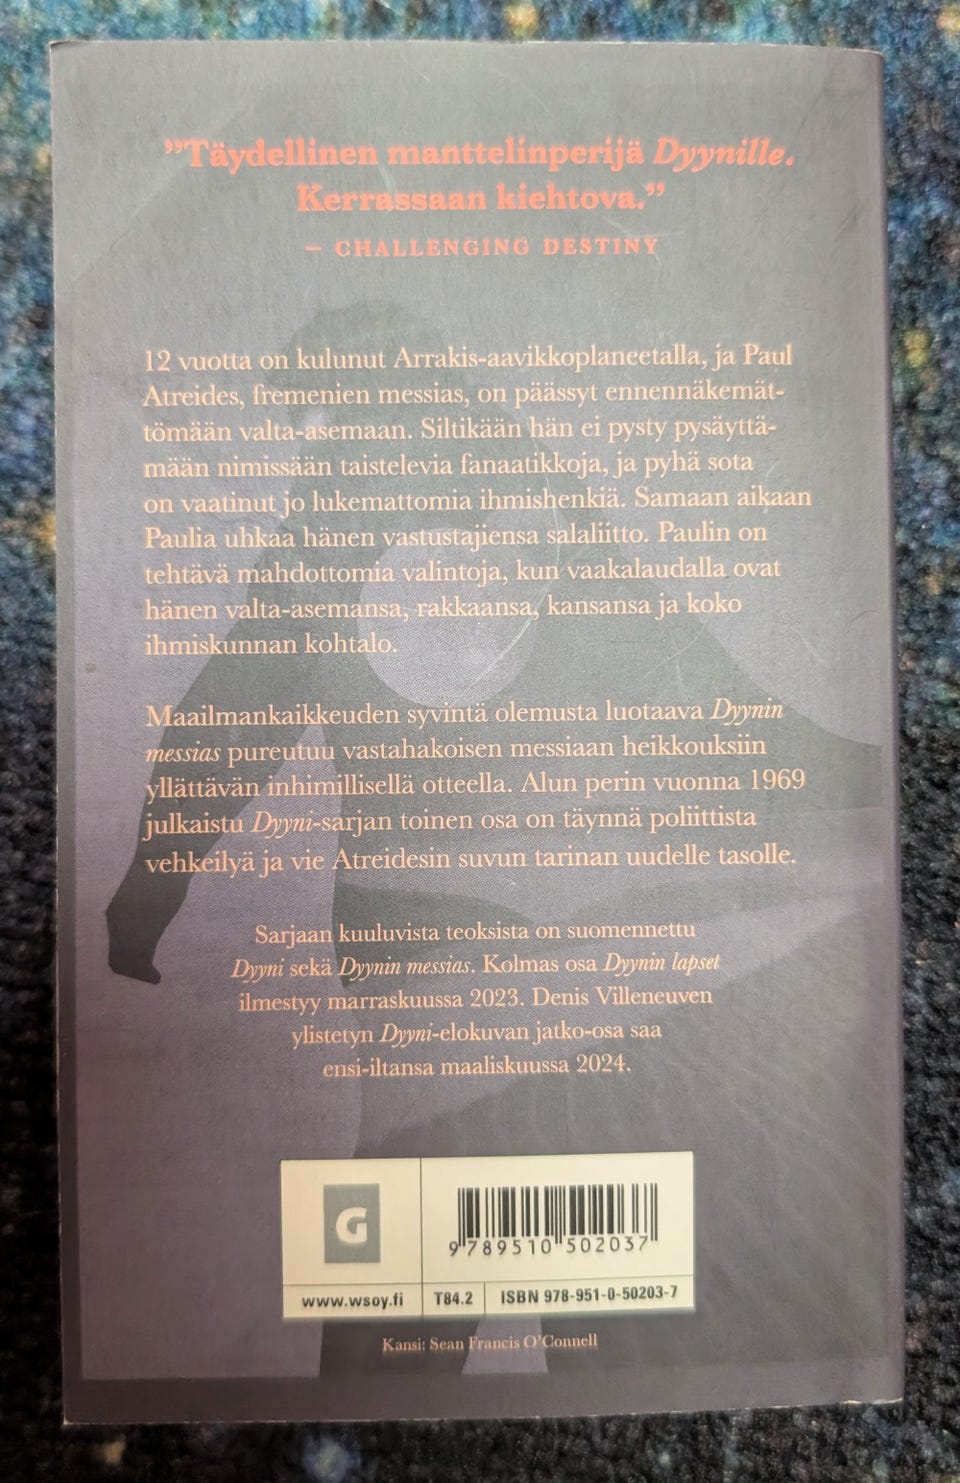 ”Täydellinen manttelinperijä Dyynille.
Kerrassaan kiehtova.”
– CHALLENGING DESTINY
12 vuotta on kulunut Arrakis-aavikkoplaneetalla, ja Paul
Atreides, fremenien messias, on päässyt ennennäkemät-
tömään valta-asemaan. Siltikään hän ei pysty pysäyttä-
mään nimissään taistelevia fanaatikkoja, ja pyhä sota
on vaatinut jo lukemattomia ihmishenkiä. Samaan aikaan
Paulia uhkaa hänen vastustajiensa salaliitto. Paulin on
tehtävä mahdottomia valintoja, kun vaakalaudalla ovat
hänen valta-asemansa, rakkaansa, kansansa ja koko
ihmiskunnan kohtalo.
Maailmankaikkeuden syvintä olemusta luotaava Dyynin
messias pureutuu vastahakoisen messiaan heikkouksiin
yllättävän inhimillisellä otteella. Alun perin vuonna 1969
julkaistu Dyyni-sarjan toinen osa on täynnä poliittista
vehkeilyä ja vie Atreidesin suvun tarinan uudelle tasolle.
Sarjaan kuuluvista teoksista on suomennettu
Dyyni sekä Dyynin messias. Kolmas osa Dyynin lapset
ilmestyy marraskuussa 2023. Denis Villeneuven
ylistetyn Dyyni-elokuvan jatko-osa saa
ensi-iltansa maaliskuussa 2024.
G
9 789510 502037
www.wsoy.fi
T84.2
ISBN 978-951-0-50203-7
Kansi: Sean Francis O’Connell